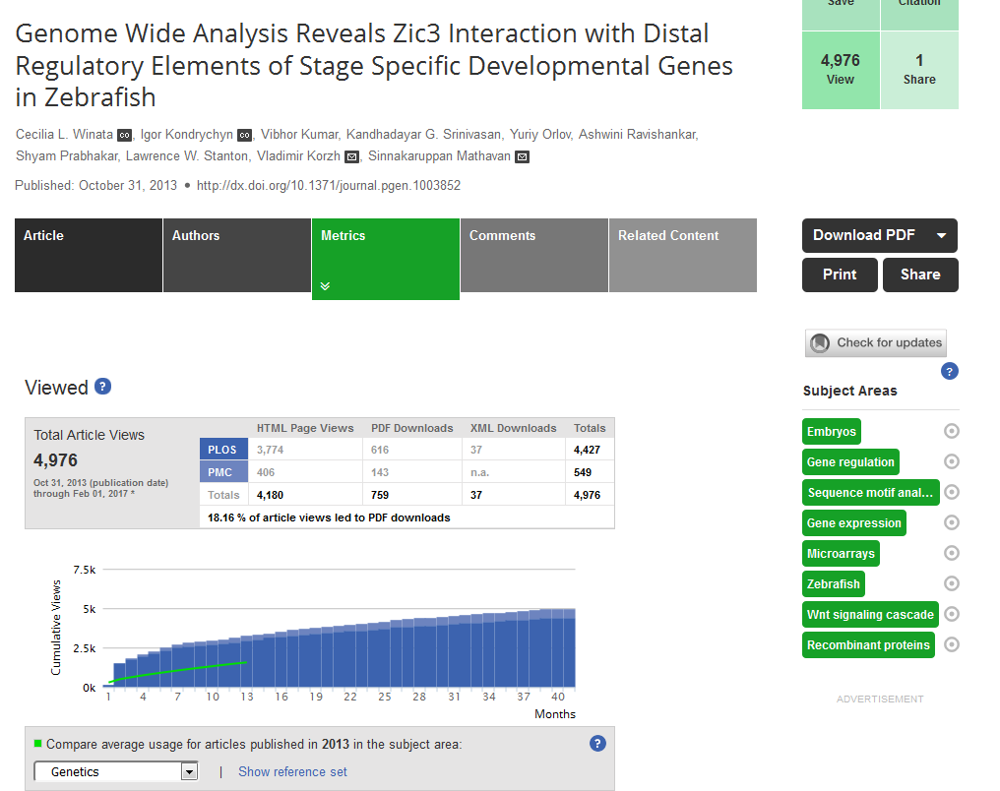 Genome Wide Analysis Reveals Zic3 Interaction with Distal
Regulatory Elements of Stage Specific Developmental Genes
in Zebrafish
Cecilia L. Winata co, Igor Kondrychyn co, Vibhor Kumar, Kandhadayar G. Srinivasan, Yuriy Orlov, Ashwini Ravishankar,
Shyam Prabhakar, Lawrence W. Stanton, Vladimir Korzh, Sinnakaruppan Mathavan
Published: October 31, 2013 • http://dx.doi.org/10.1371/journal.pgen.1003852
Save Citation
4,976 1
View Share
Article Authors Metrics Comments Related Content
Download PDF
Print Share
Check for updates
?
Subject Areas
Embryos
Gene regulation
Sequence motif anal...
Gene expression
Microarrays
Zebrafish
Wnt signaling cascade
Recombinant proteins
ADVERTISEMENT
Viewed ?
Total Article Views
4,976
Oct 31, 2013 (publication date)
through Feb 01, 2017 *
HTML Page Views PDF Downloads XML Downloads Totals
PLOS 3,774 616 37 4,427
PMC 406 143 n.a. 549
Totals 4,180 759 37 4,976
18.16 % of article views led to PDF downloads
Cumulative Views
7.5k
5k
2.5k
0k
1 4 7 10 13 16 19 22 25 28 31 34 37 40
Months
Compare average usage for articles published in 2013 in the subject area: ?
Genetics | Show reference set